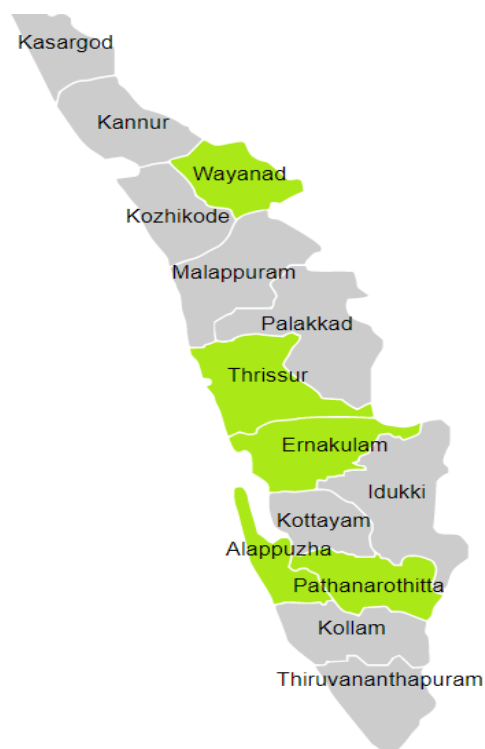 Kasargod
Kannur
Wayanad
Kozhikode
Malappuram
Palakkad
Thrissur
Ernakulam
Idukki
Kottayam
Alappuzha
Pathanarothitta
Kollam
Thiruvananthapuram